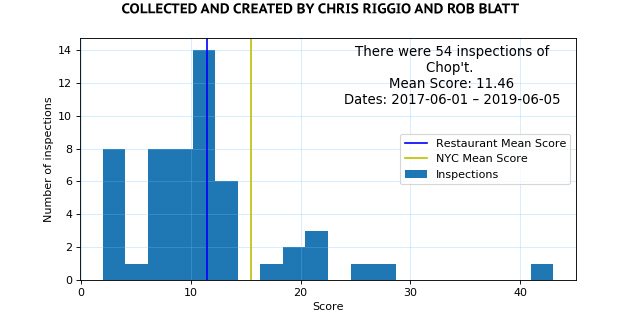 COLLECTED AND CREATED BY CHRIS RIGGIO AND ROB BLATT
There were 54 inspections of
Chop't.
Mean Score: 11.46
Dates: 2017-06-01 – 2019-06-05
Restaurant Mean Score
NYC Mean Score
Inspections
Number of inspections
14
12
10
8
6
4
2
0
0 10 20 30 40
Score